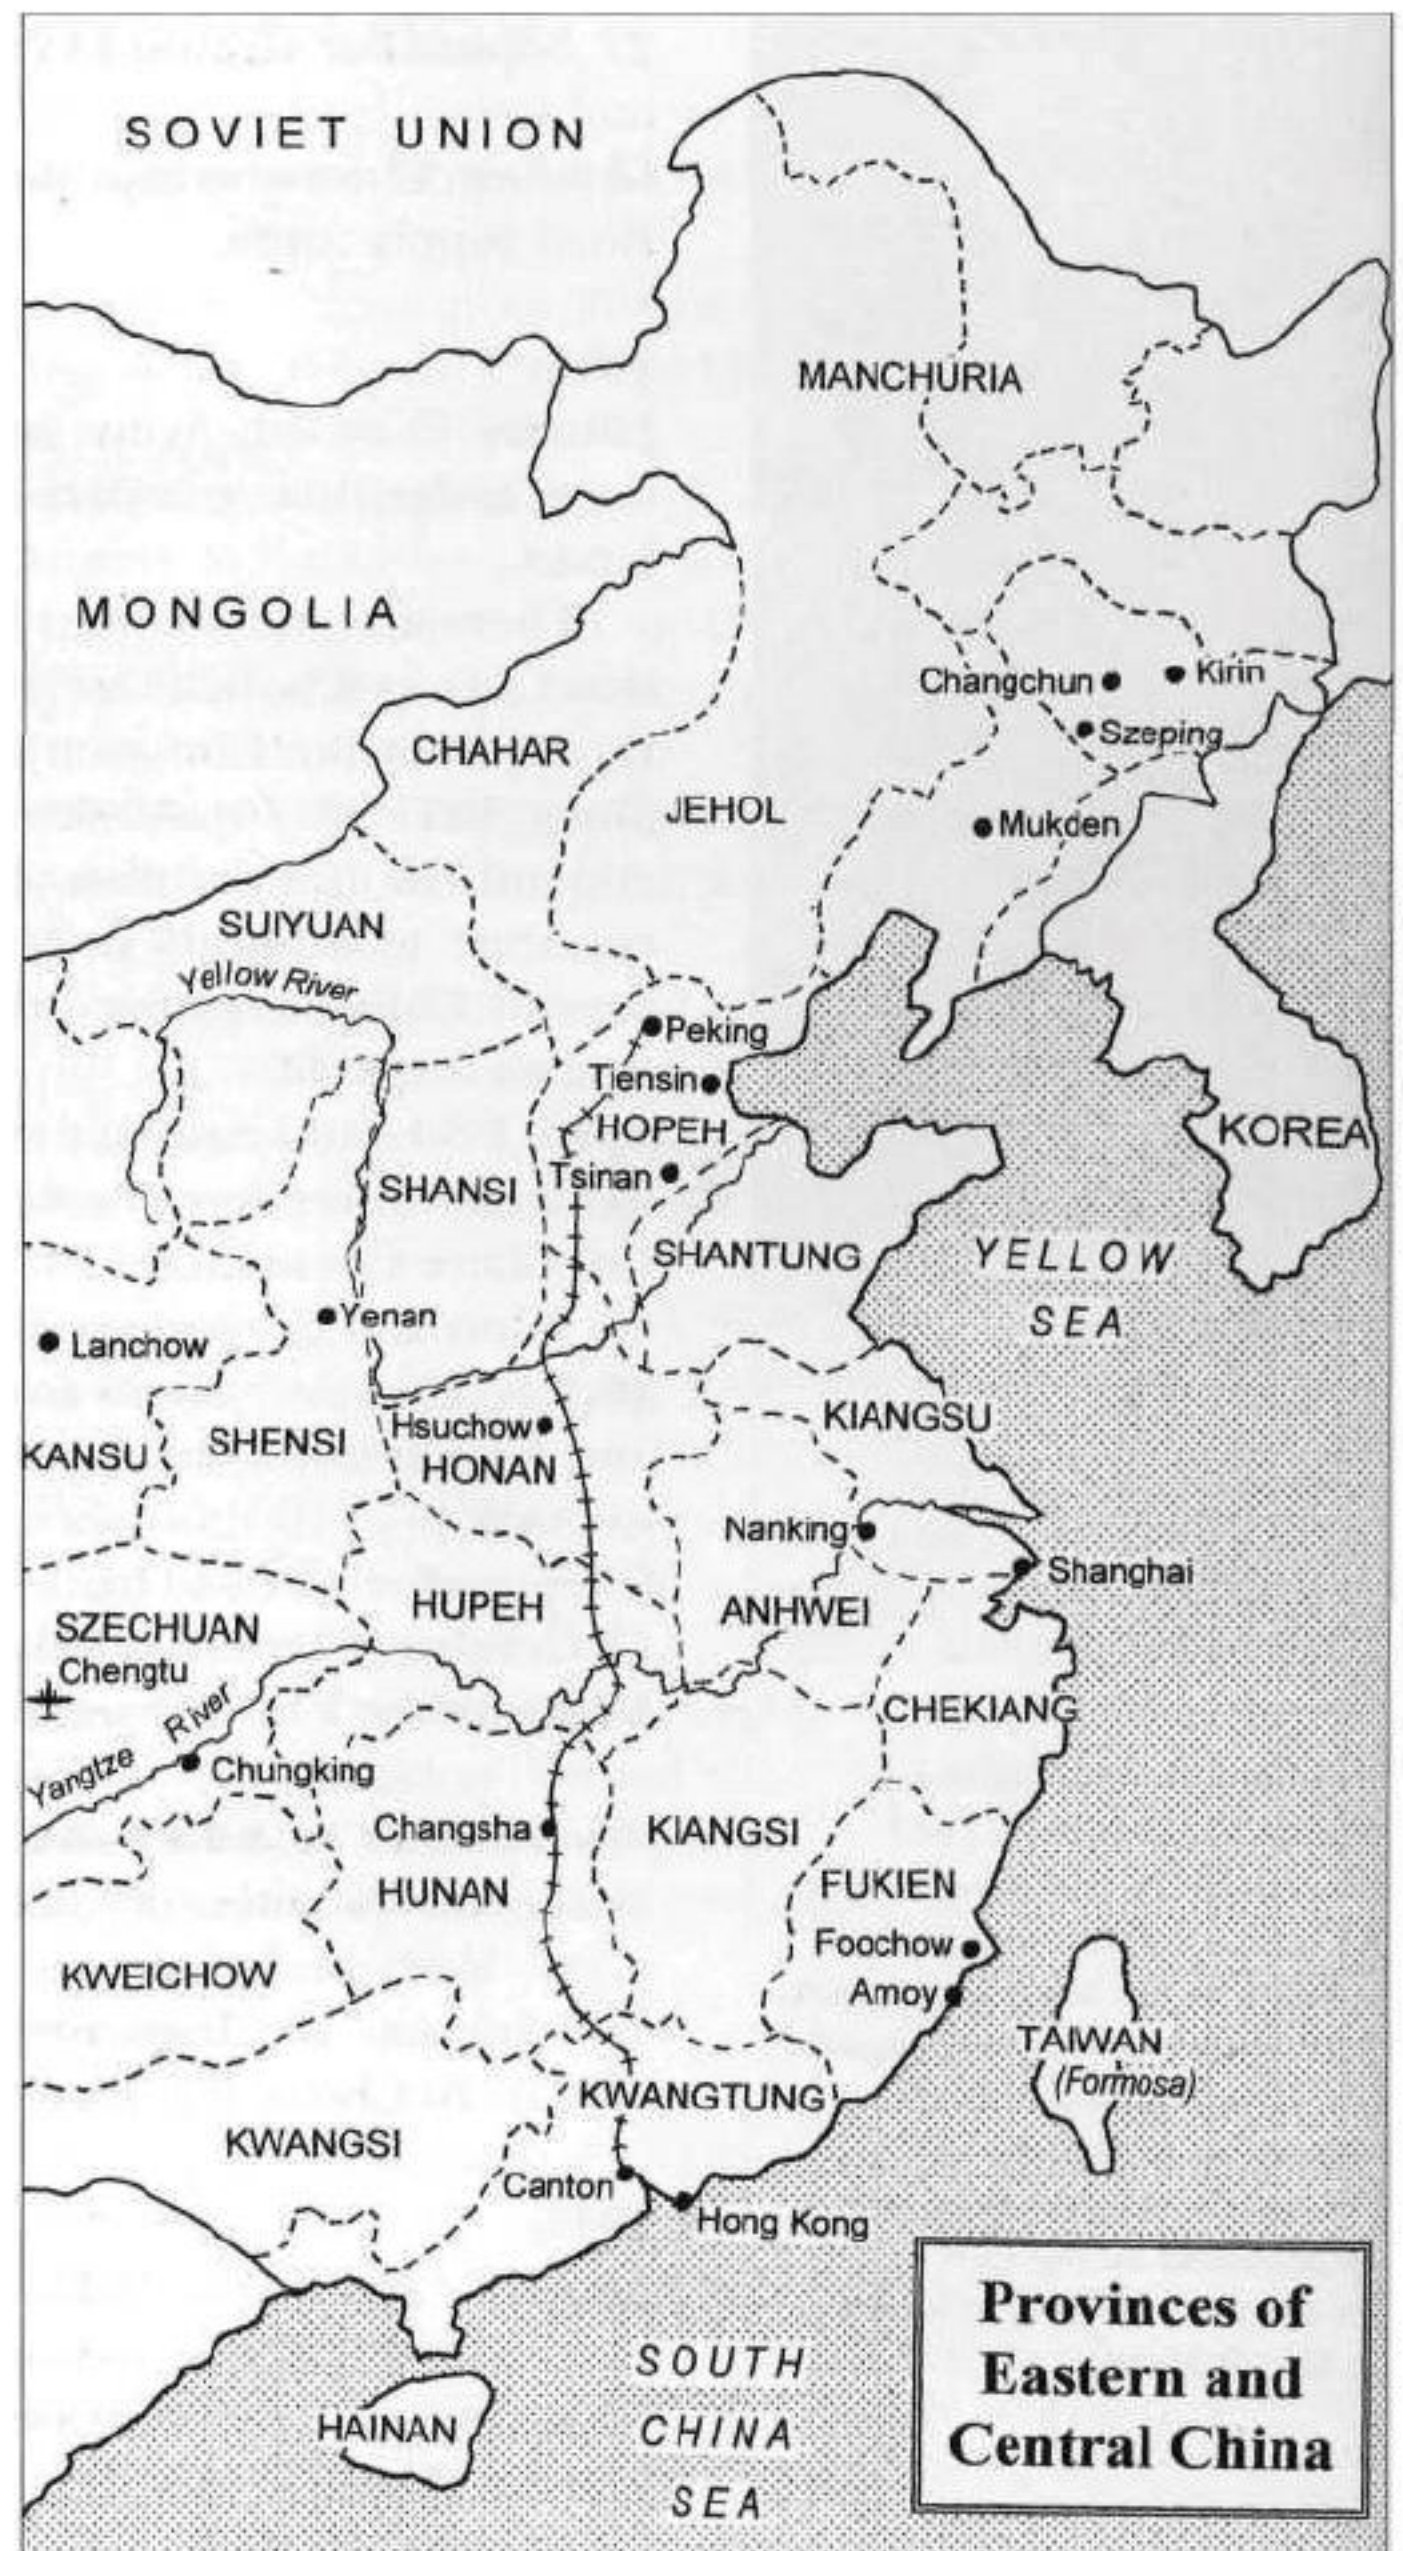 SOVIET UNION
MANCHURIA
MONGOLIA
Changchun
Kirin
Szeping
CHAHAR
JEHOL
Mukden
SUIYUAN
Yellow River
Peking
Tiensin
HOPEH
KOREA
Tsinan
SHANSI
SHANTUNG
YELLOW
SEA
Yenan
Lanchow
KIANGSU
Hsuchow
SHENSI
KANSU
HONAN
Nanking
Shanghai
HUPEH
ANHWEI
SZECHUAN
Chengtu
CHEKIANG
Yangtze River
Chungking
Changsha
KIANGSI
HUNAN
FUKIEN
Foochow
KWEICHOW
Amoy
TAIWAN
(Formosa)
KWANGTUNG
KWANGSI
Canton
Hong Kong
Provinces of
Eastern and
Central China
SOUTH
CHINA
SEA
HAINAN